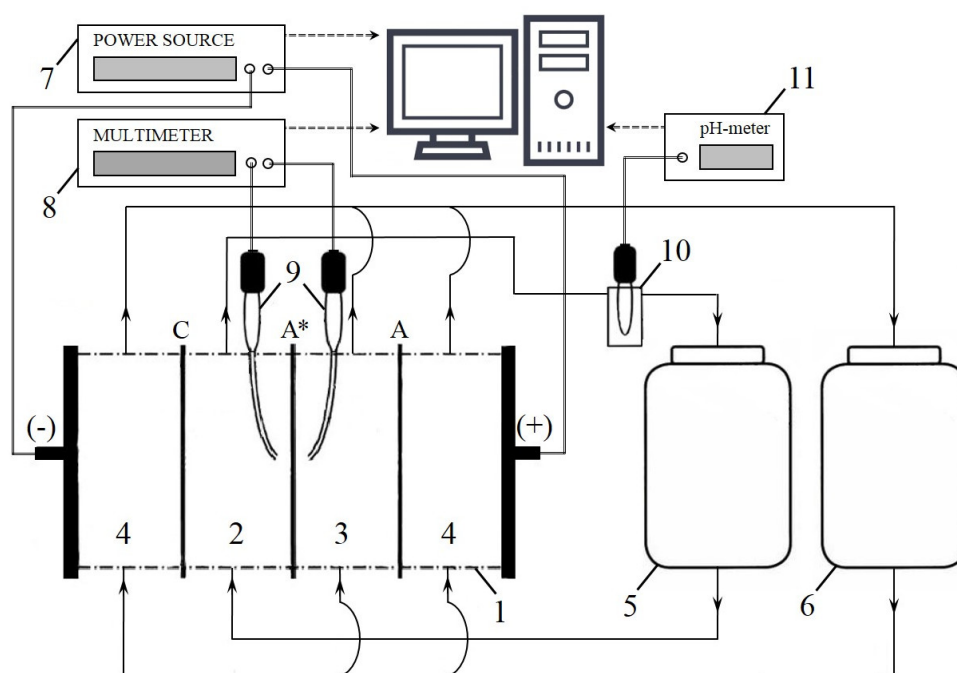 POWER SOURCE
7
11
pH-meter
MULTIMETER
8
10
9
C
A*
A
(-)
(+)
4
2
3
4
1
5
6